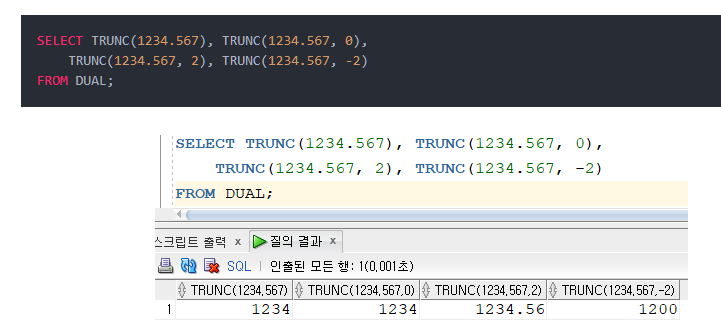 SELECT TRUNC(1234.567), TRUNC(1234.567, 0),
TRUNC(1234.567, 2), TRUNC(1234.567, -2)
FROM DUAL;
SELECT TRUNC(1234.567), TRUNC(1234.567, 0),
TRUNC(1234.567, 2), TRUNC(1234.567, -2)
FROM DUAL;
스크립트 출력 x 질의 결과 x
SQL | 인출된 모든 행: 1(0,001초)
TRUNC(1234,567) TRUNC(1234,567,0) TRUNC(1234,567,2) TRUNC(1234,567,-2)
1 1234 1234 1234.56 1200